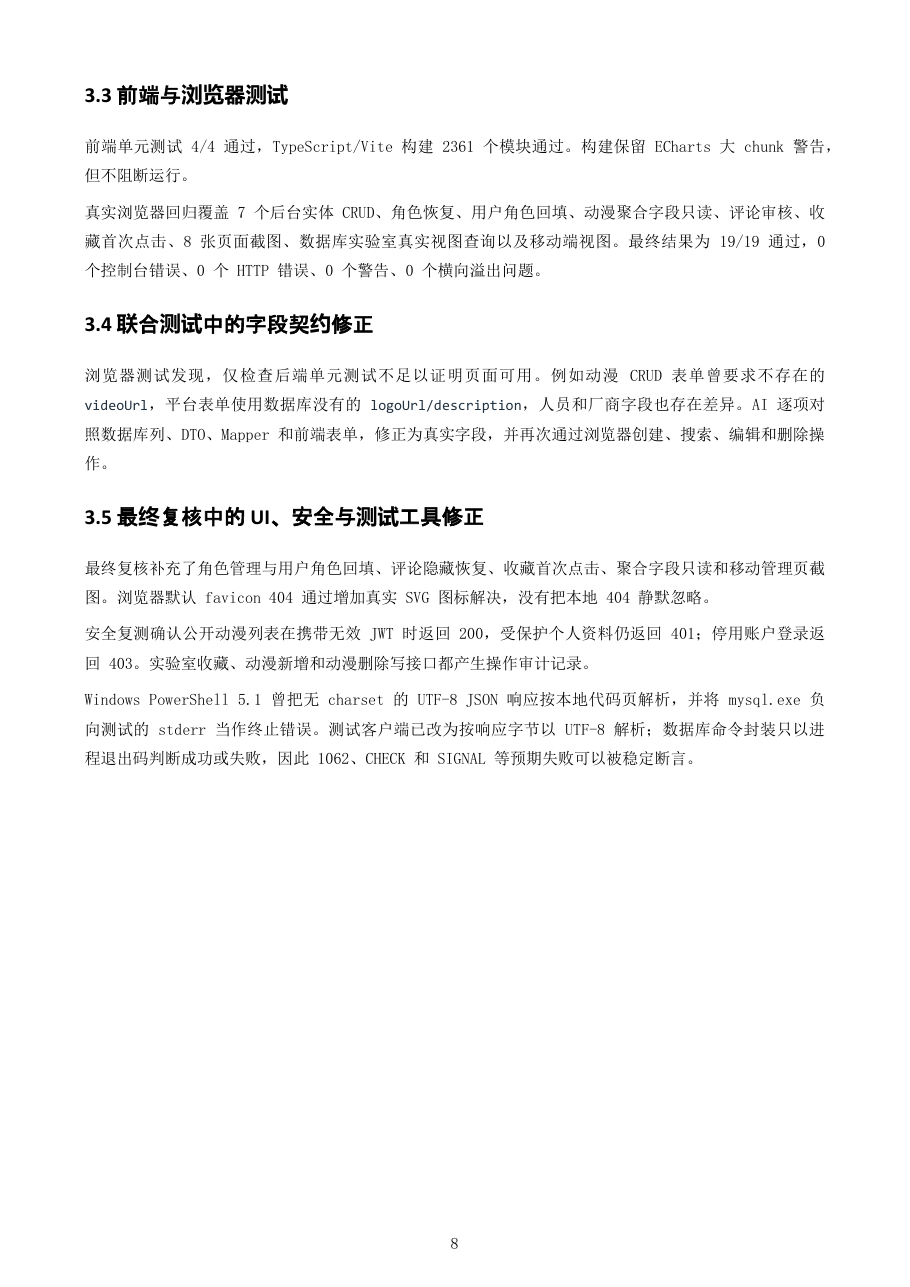 3.3 前端与浏览器测试
前端单元测试 4/4 通过，TypeScript/Vite 构建 2361 个模块通过。构建保留 ECharts 大 chunk 警告，
但不阻断运行。
真实浏览器回归覆盖 7 个后台实体 CRUD、角色恢复、用户角色回填、动漫聚合字段只读、评论审核、收
藏首次点击、8 张页面截图、数据库实验室真实视图查询以及移动端视图。最终结果为 19/19 通过，0
个控制台错误、0 个 HTTP 错误、0 个警告、0 个横向溢出问题。
3.4 联合测试中的字段契约修正
浏览器测试发现，仅检查后端单元测试不足以证明页面可用。例如动漫 CRUD 表单曾要求不存在的
videoUrl，平台表单使用数据库没有的 logoUrl/description，人员和厂商字段也存在差异。AI 逐项对
照数据库列、DTO、Mapper 和前端表单，修正为真实字段，并再次通过浏览器创建、搜索、编辑和删除操
作。
3.5 最终复核中的 UI、安全与测试工具修正
最终复核补充了角色管理与用户角色回填、评论隐藏恢复、收藏首次点击、聚合字段只读和移动管理页截
图。浏览器默认 favicon 404 通过增加真实 SVG 图标解决，没有把本地 404 静默忽略。
安全复测确认公开动漫列表在携带无效 JWT 时返回 200，受保护个人资料仍返回 401；停用账户登录返
回 403。实验室收藏、动漫新增和动漫删除写接口都产生操作审计记录。
Windows PowerShell 5.1 曾把无 charset 的 UTF-8 JSON 响应按本地代码页解析，并将 mysql.exe 负
向测试的 stderr 当作终止错误。测试客户端已改为按响应字节以 UTF-8 解析；数据库命令封装只以进
程退出码判断成功或失败，因此 1062、CHECK 和 SIGNAL 等预期失败可以被稳定断言。
8